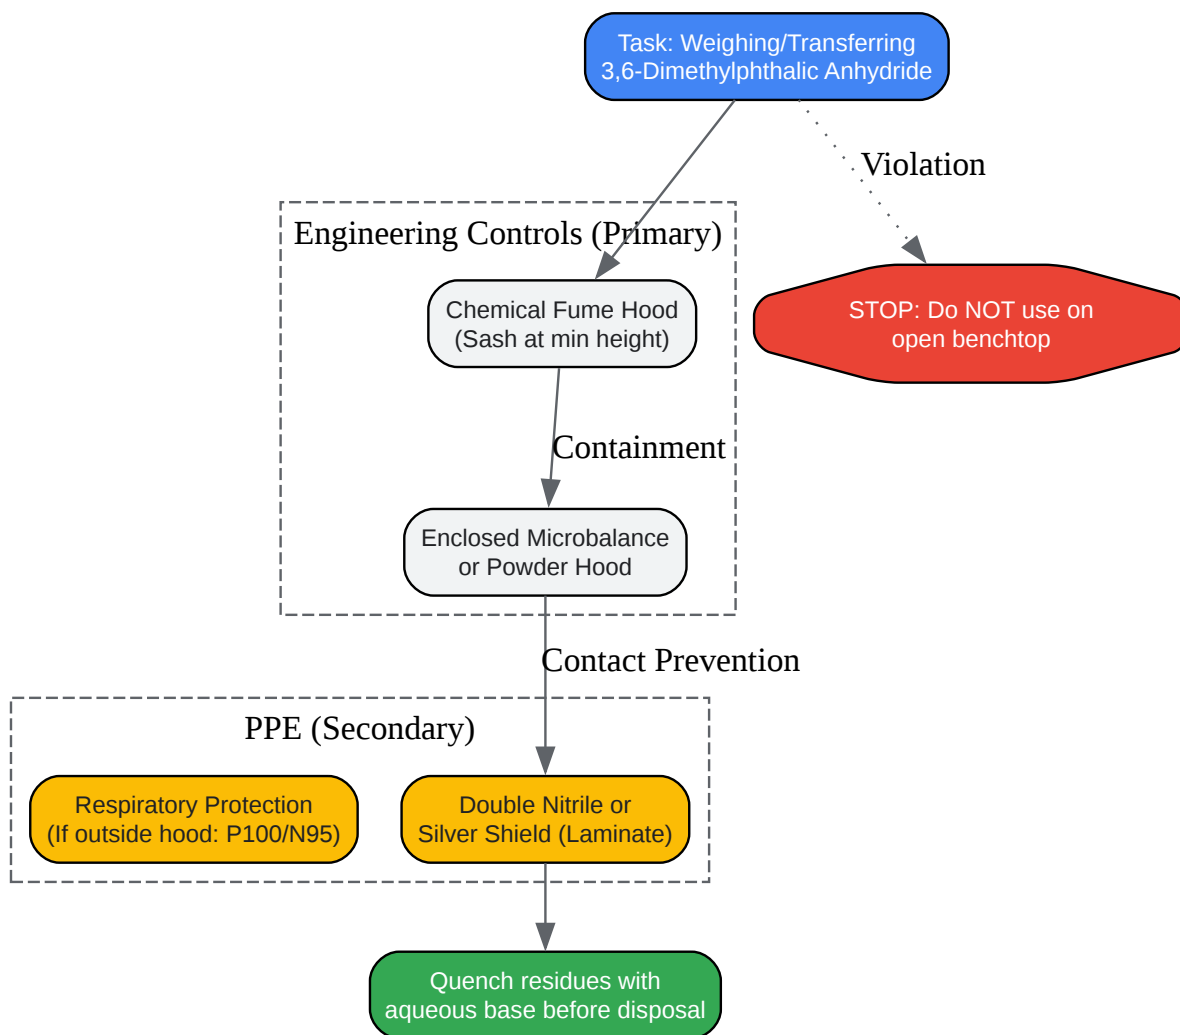 Task: Weighing/Transferring
3,6-Dimethylphthalic Anhydride
Violation
Engineering Controls (Primary)
Chemical Fume Hood
(Sash at min height)
STOP: Do NOT use on
open benchtop
Containment
Enclosed Microbalance
or Powder Hood
Contact Prevention
PPE (Secondary)
Respiratory Protection
(If outside hood: P100/N95)
Double Nitrile or
Silver Shield (Laminate)
Quench residues with
aqueous base before disposal